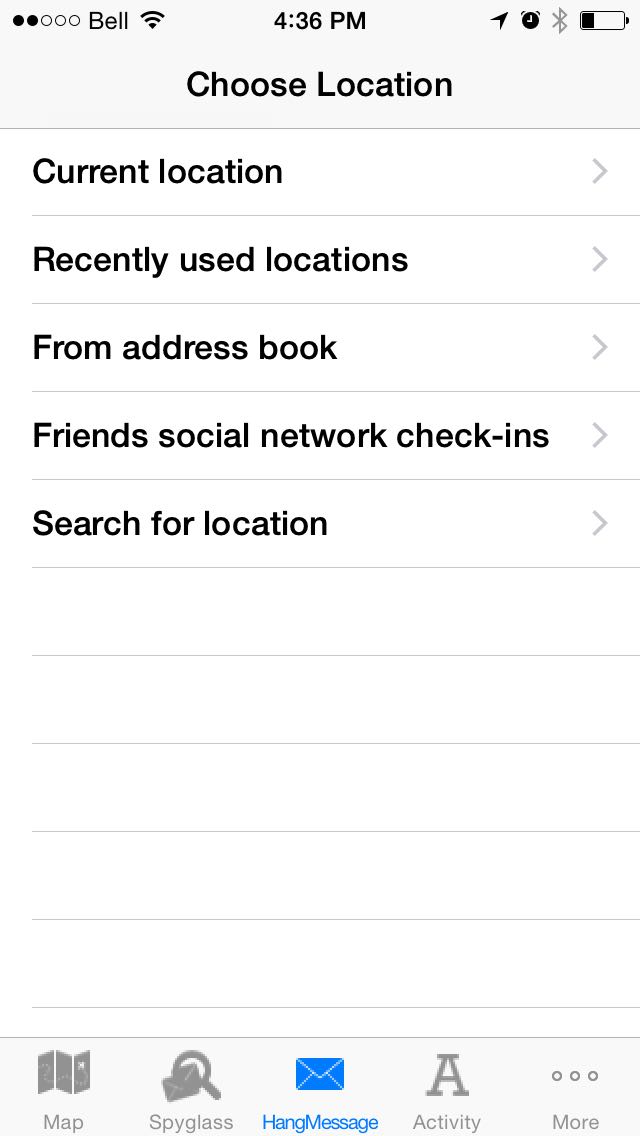 Bell 4:36 PM
Choose Location
Current location
Recently used locations
From address book
Friends social network check-ins
Search for location
Map Spyglass HangMessage Activity More